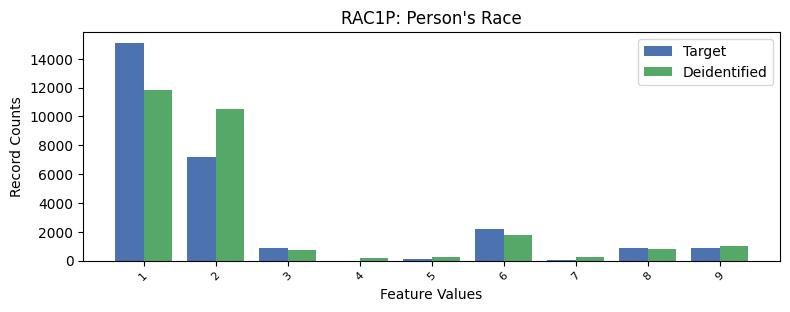 RAC1P: Person's Race
Target
Deidentified
Record Counts
14000
12000
10000
8000
6000
4000
2000
0
1 2 3 4 5 6 7 8 9
Feature Values